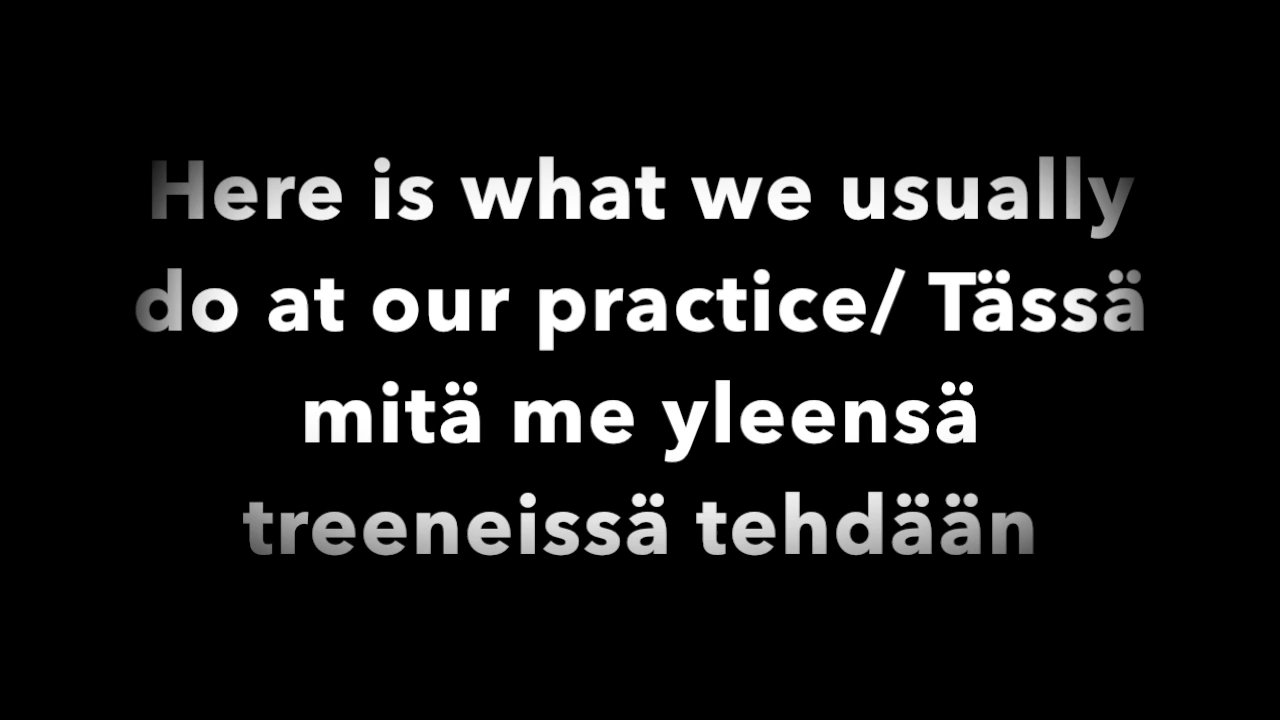 Here is what we usually
do at our practice/ Tässä
mitä me yleensä
treeneissä tehdään